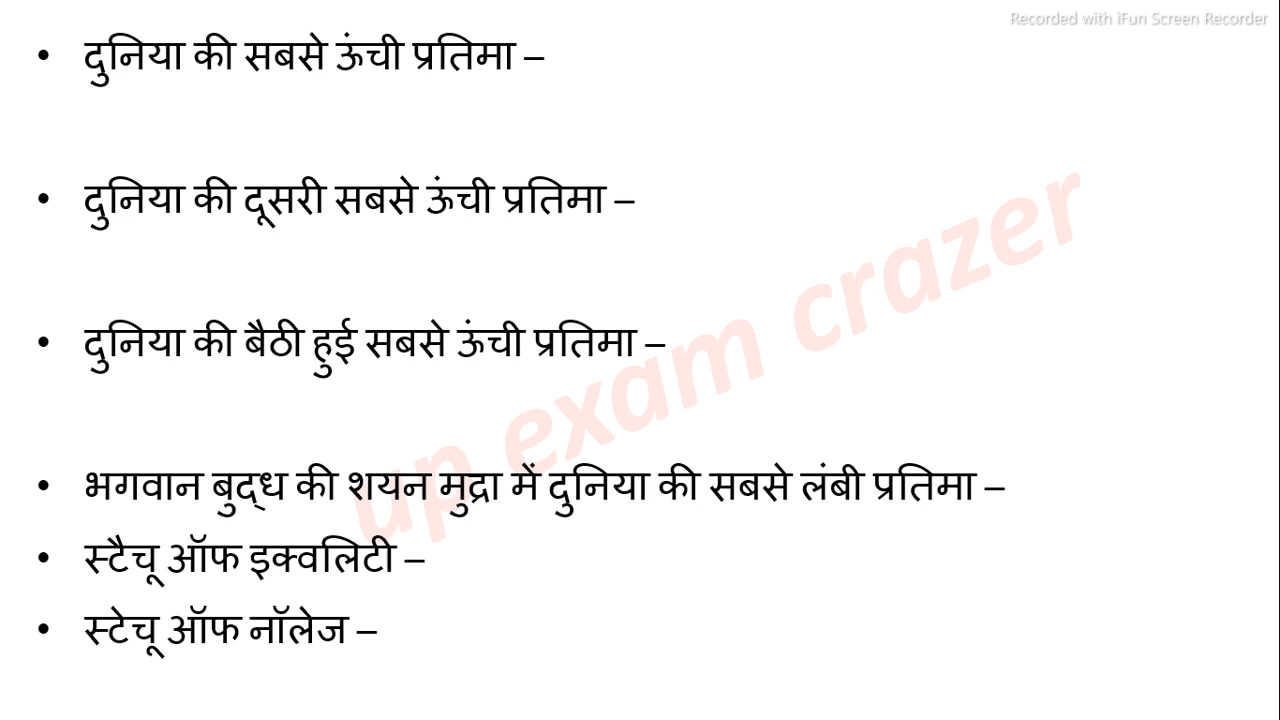 Recorded with iFun Screen Recorder
• दुनिया की सबसे ऊंची प्रतिमा –
• दुनिया की दूसरी सबसे ऊंची प्रतिमा –
• दुनिया की बैठी हुई सबसे ऊंची प्रतिमा –
• भगवान बुद्ध की शयन मुद्रा में दुनिया की सबसे लंबी प्रतिमा –
• स्टैचू ऑफ इक्वलिटी –
• स्टेचू ऑफ नॉलेज –
up exam crazer